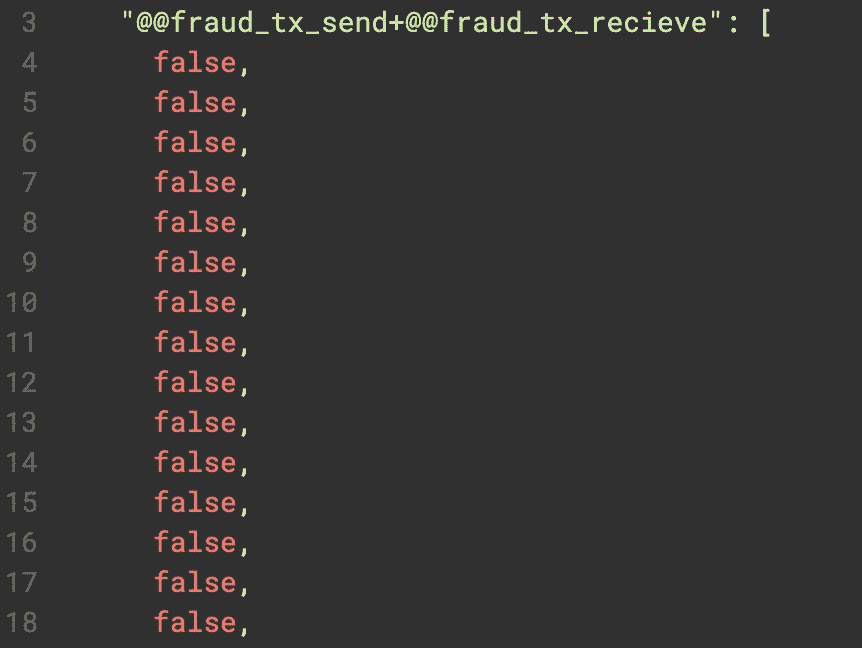 3 "@@fraud_tx_send+@@fraud_tx_recieve": [
4 false,
5 false,
6 false,
7 false,
8 false,
9 false,
10 false,
11 false,
12 false,
13 false,
14 false,
15 false,
16 false,
17 false,
18 false,